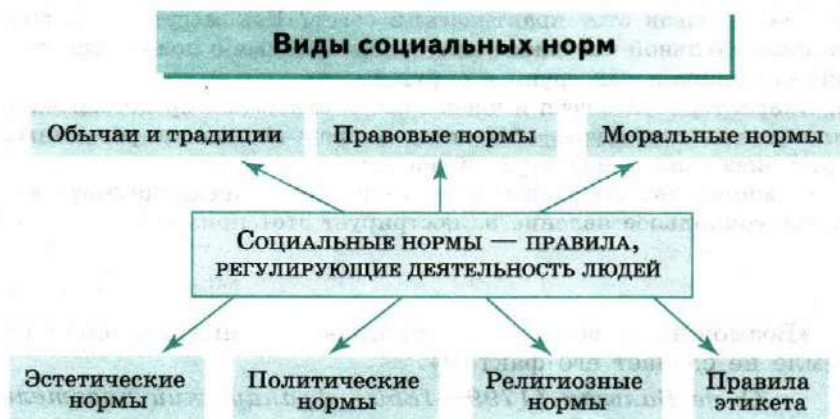 Виды социальных норм
Обычаи и традиции
Правовые нормы
Моральные нормы
Социальные нормы — правила,
регулирующие деятельность людей
Эстетические
нормы
Политические
нормы
Религиозные
нормы
Правила
этикета